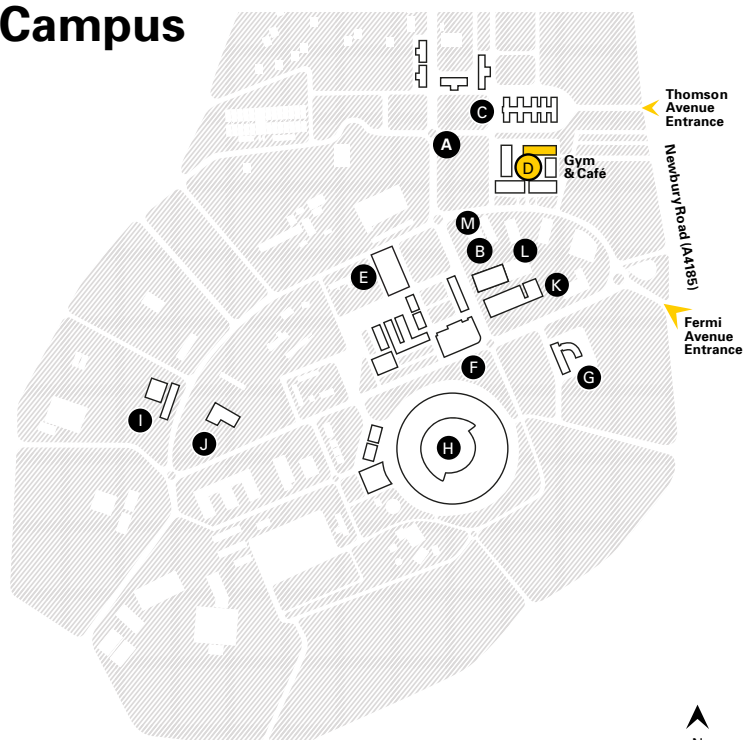 Campus
Thomson
Avenue
Entrance
C
A
Gym
& Café
D
Newbury Road (A4185)
M
B
L
E
K
Fermi
Avenue
Entrance
F
G
I
J
H
N